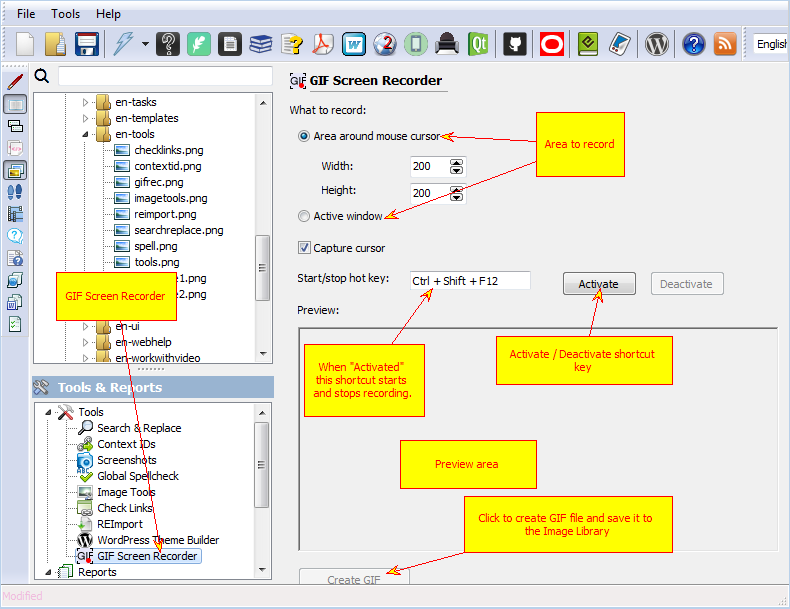 File Tools Help
English
en-tasks
en-templates
en-tools
checklinks.png
contextid.png
gifrec.png
imagetools.png
reimport.png
searchreplace.png
spell.png
tools.png
1.png
2.png
en-ui
en-webhelp
en-workwithvideo
GIF Screen Recorder
Tools & Reports
Tools
Search & Replace
Context IDs
Screenshots
Global Spellcheck
Image Tools
Check Links
REImport
WordPress Theme Builder
GIF GIF Screen Recorder
Reports
GIF GIF Screen Recorder
What to record:
Area around mouse cursor
Width: 200
Height: 200
Active window
Capture cursor
Start/stop hot key: Ctrl + Shift + F12 Activate Deactivate
Preview:
Area to record
When "Activated"
this shortcut starts
and stops recording.
Activate / Deactivate shortcut
key
Preview area
Click to create GIF file and save it to
the Image Library
Create GIF
Modified